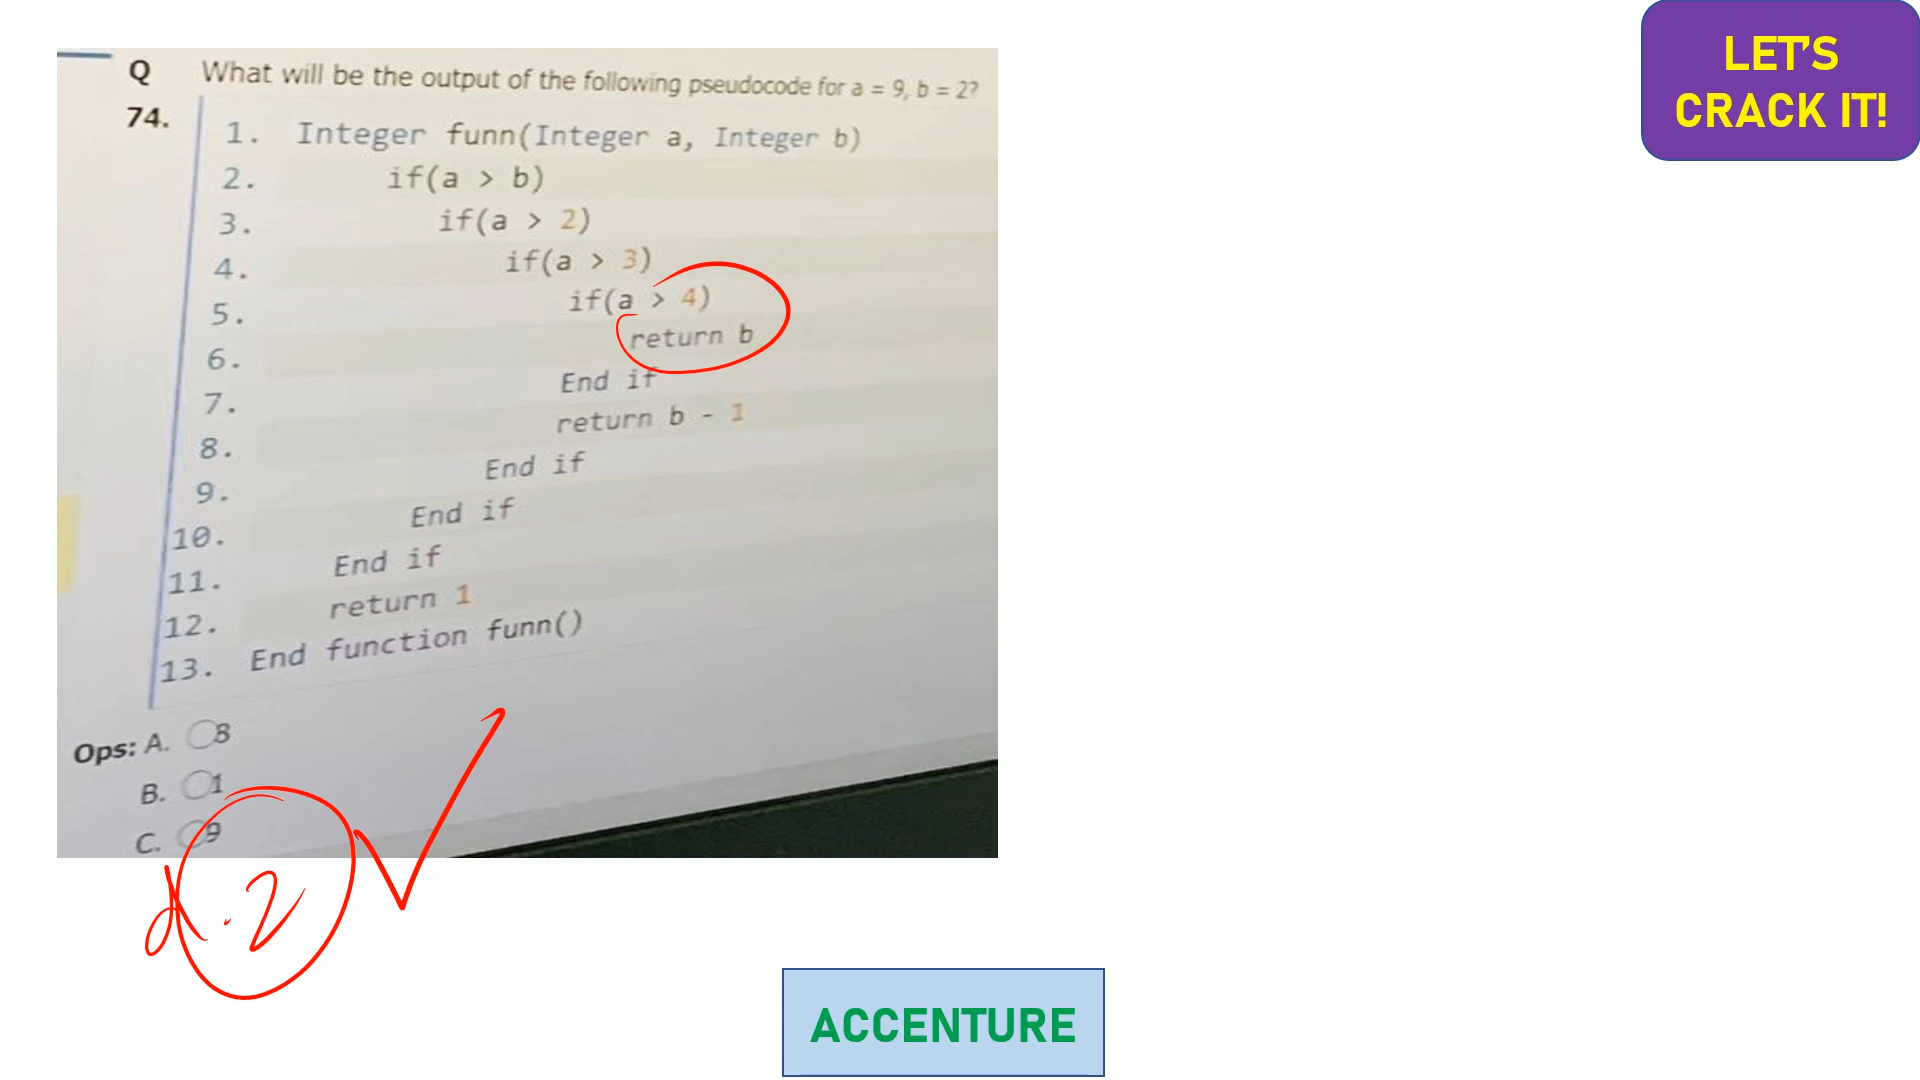 LET'S
CRACK IT!
Q What will be the output of the following pseudocode for a = 9, b = 2?
74.
1. Integer funn(Integer a, Integer b)
2. if(a > b)
3. if(a > 2)
4. if(a > 3)
5. if(a > 4)
6. return b
7. End if
8. return b - 1
9. End if
10. End if
11. End if
12. return 1
13. End function funn()
Ops: A. 3
B. 1
C. 9
d. 2
ACCENTURE